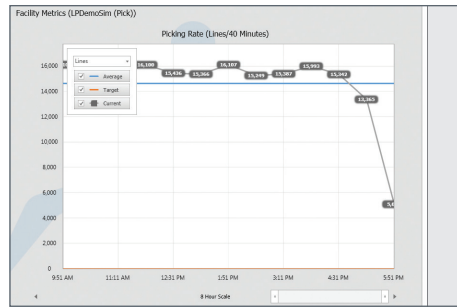 Facility Metrics (LPDemoSim (Pick))
Picking Rate (Lines/40 Minutes)
Lines
Average
Target
Current
16,000
14,000
12,000
10,000
8,000
6,000
4,000
2,000
0
16,100
15,436
15,366
16,107
15,249
15,387
15,993
15,342
13,363
9:51 AM
11:11 AM
12:31 PM
1:51 PM
3:11 PM
4:31 PM
5:51 PM
8 Hour Scale